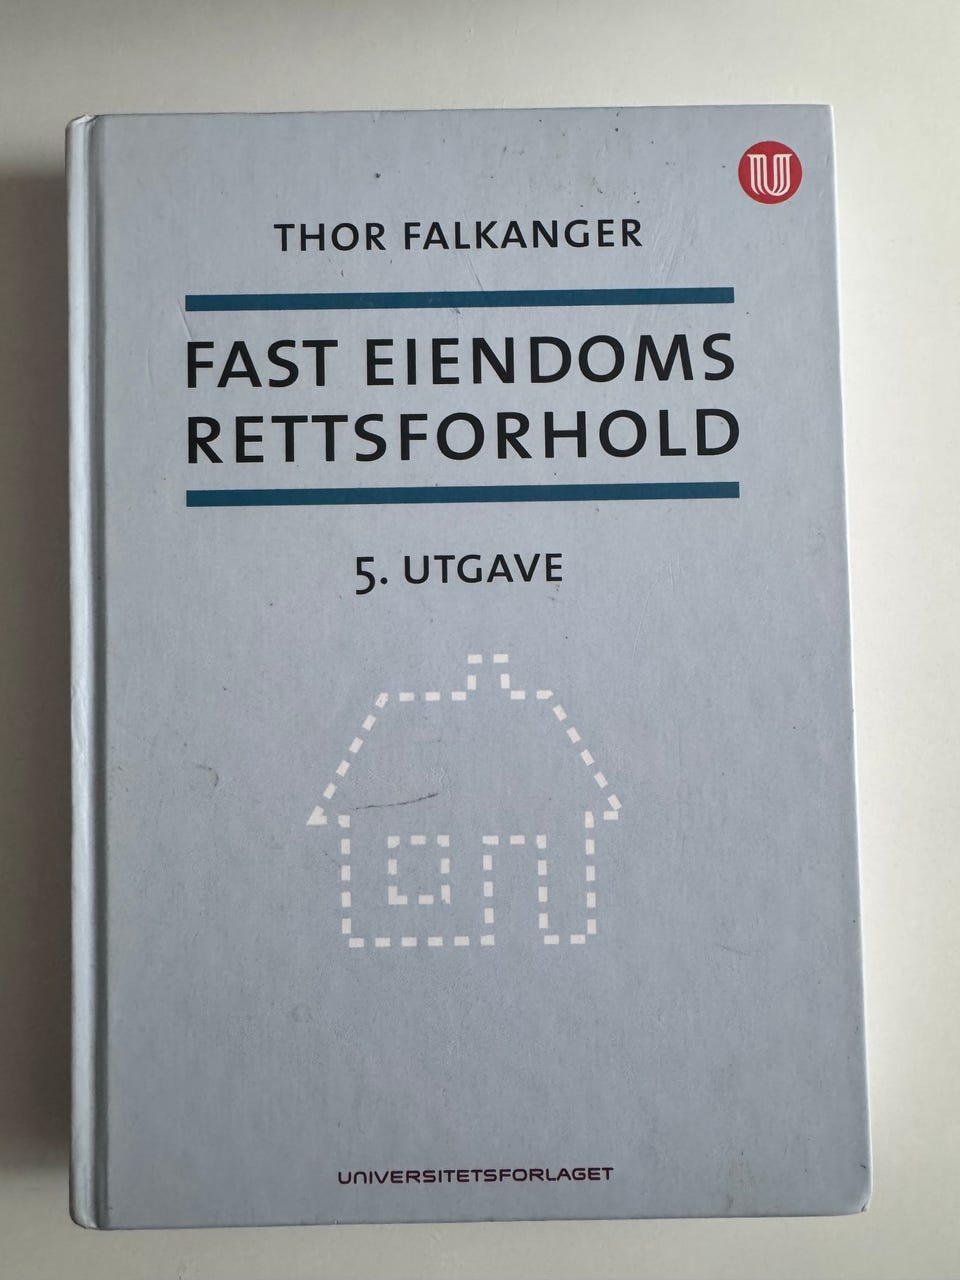 THOR FALKANGER
FAST EIENDOMS
RETTSFORHOLD
5. UTGAVE
UNIVERSITETSFORLAGET